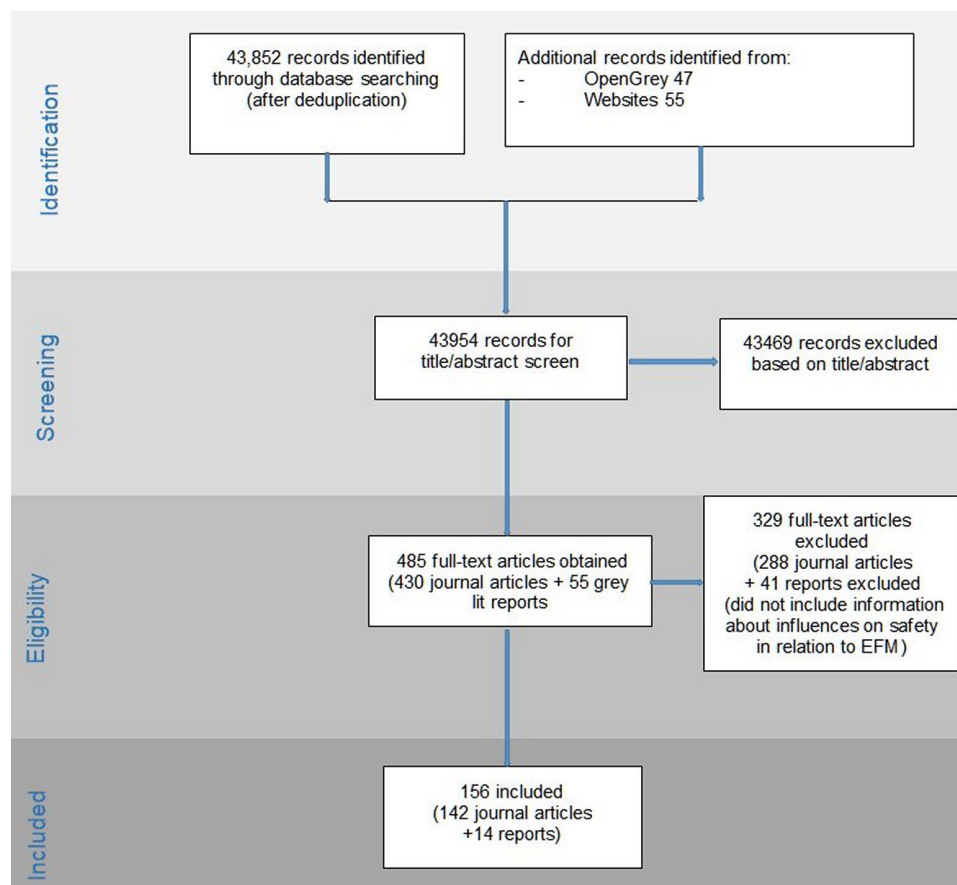 Identification
43,852 records identified
through database searching
(after deduplication)
Additional records identified from:
- OpenGrey 47
- Websites 55
Screening
43954 records for
title/abstract screen
43469 records excluded
based on title/abstract
Eligibility
485 full-text articles obtained
(430 journal articles + 55 grey
lit reports
329 full-text articles
excluded
(288 journal articles
+ 41 reports excluded
(did not include information
about influences on safety
in relation to EFM)
Included
156 included
(142 journal articles
+14 reports)